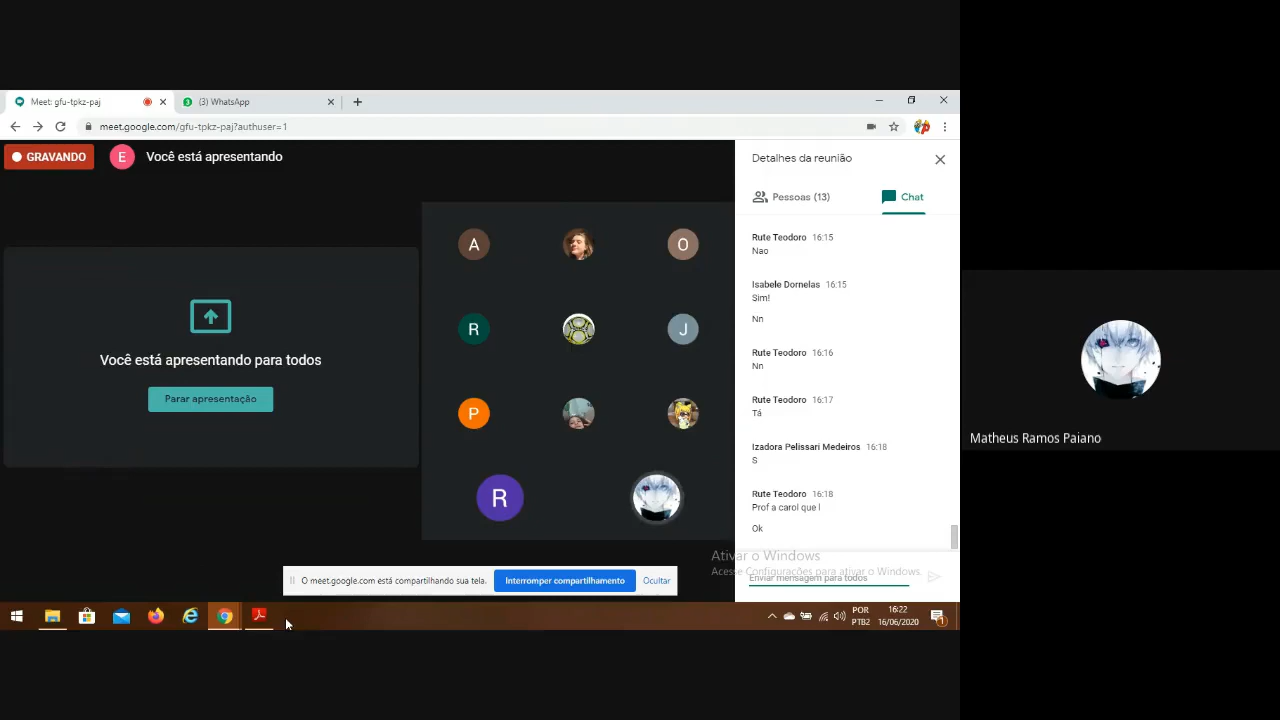 Meet: gfu-tpkz-paj
(3) WhatsApp
meet.google.com/gfu-tpkz-paj?authuser=1
GRAVANDO
E
Você está apresentando
Detalhes da reunião
Pessoas (13)
Chat
A
O
R
J
P
R
Você está apresentando para todos
Parar apresentação
Rute Teodoro 16:15
Nao
Isabele Dornelas 16:15
Sim!
Nn
Rute Teodoro 16:16
Nn
Rute Teodoro 16:17
Tá
Izadora Pelissari Medeiros 16:18
S
Rute Teodoro 16:18
Prof a carol que l
Ok
Ativar o Windows
Acesse Configurações para ativar o Windows.
Enviar mensagem para todos
O meet.google.com está compartilhando sua tela.
Interromper compartilhamento
Ocultar
POR
PTB2
16:22
16/06/2020
1
Matheus Ramos Paiano